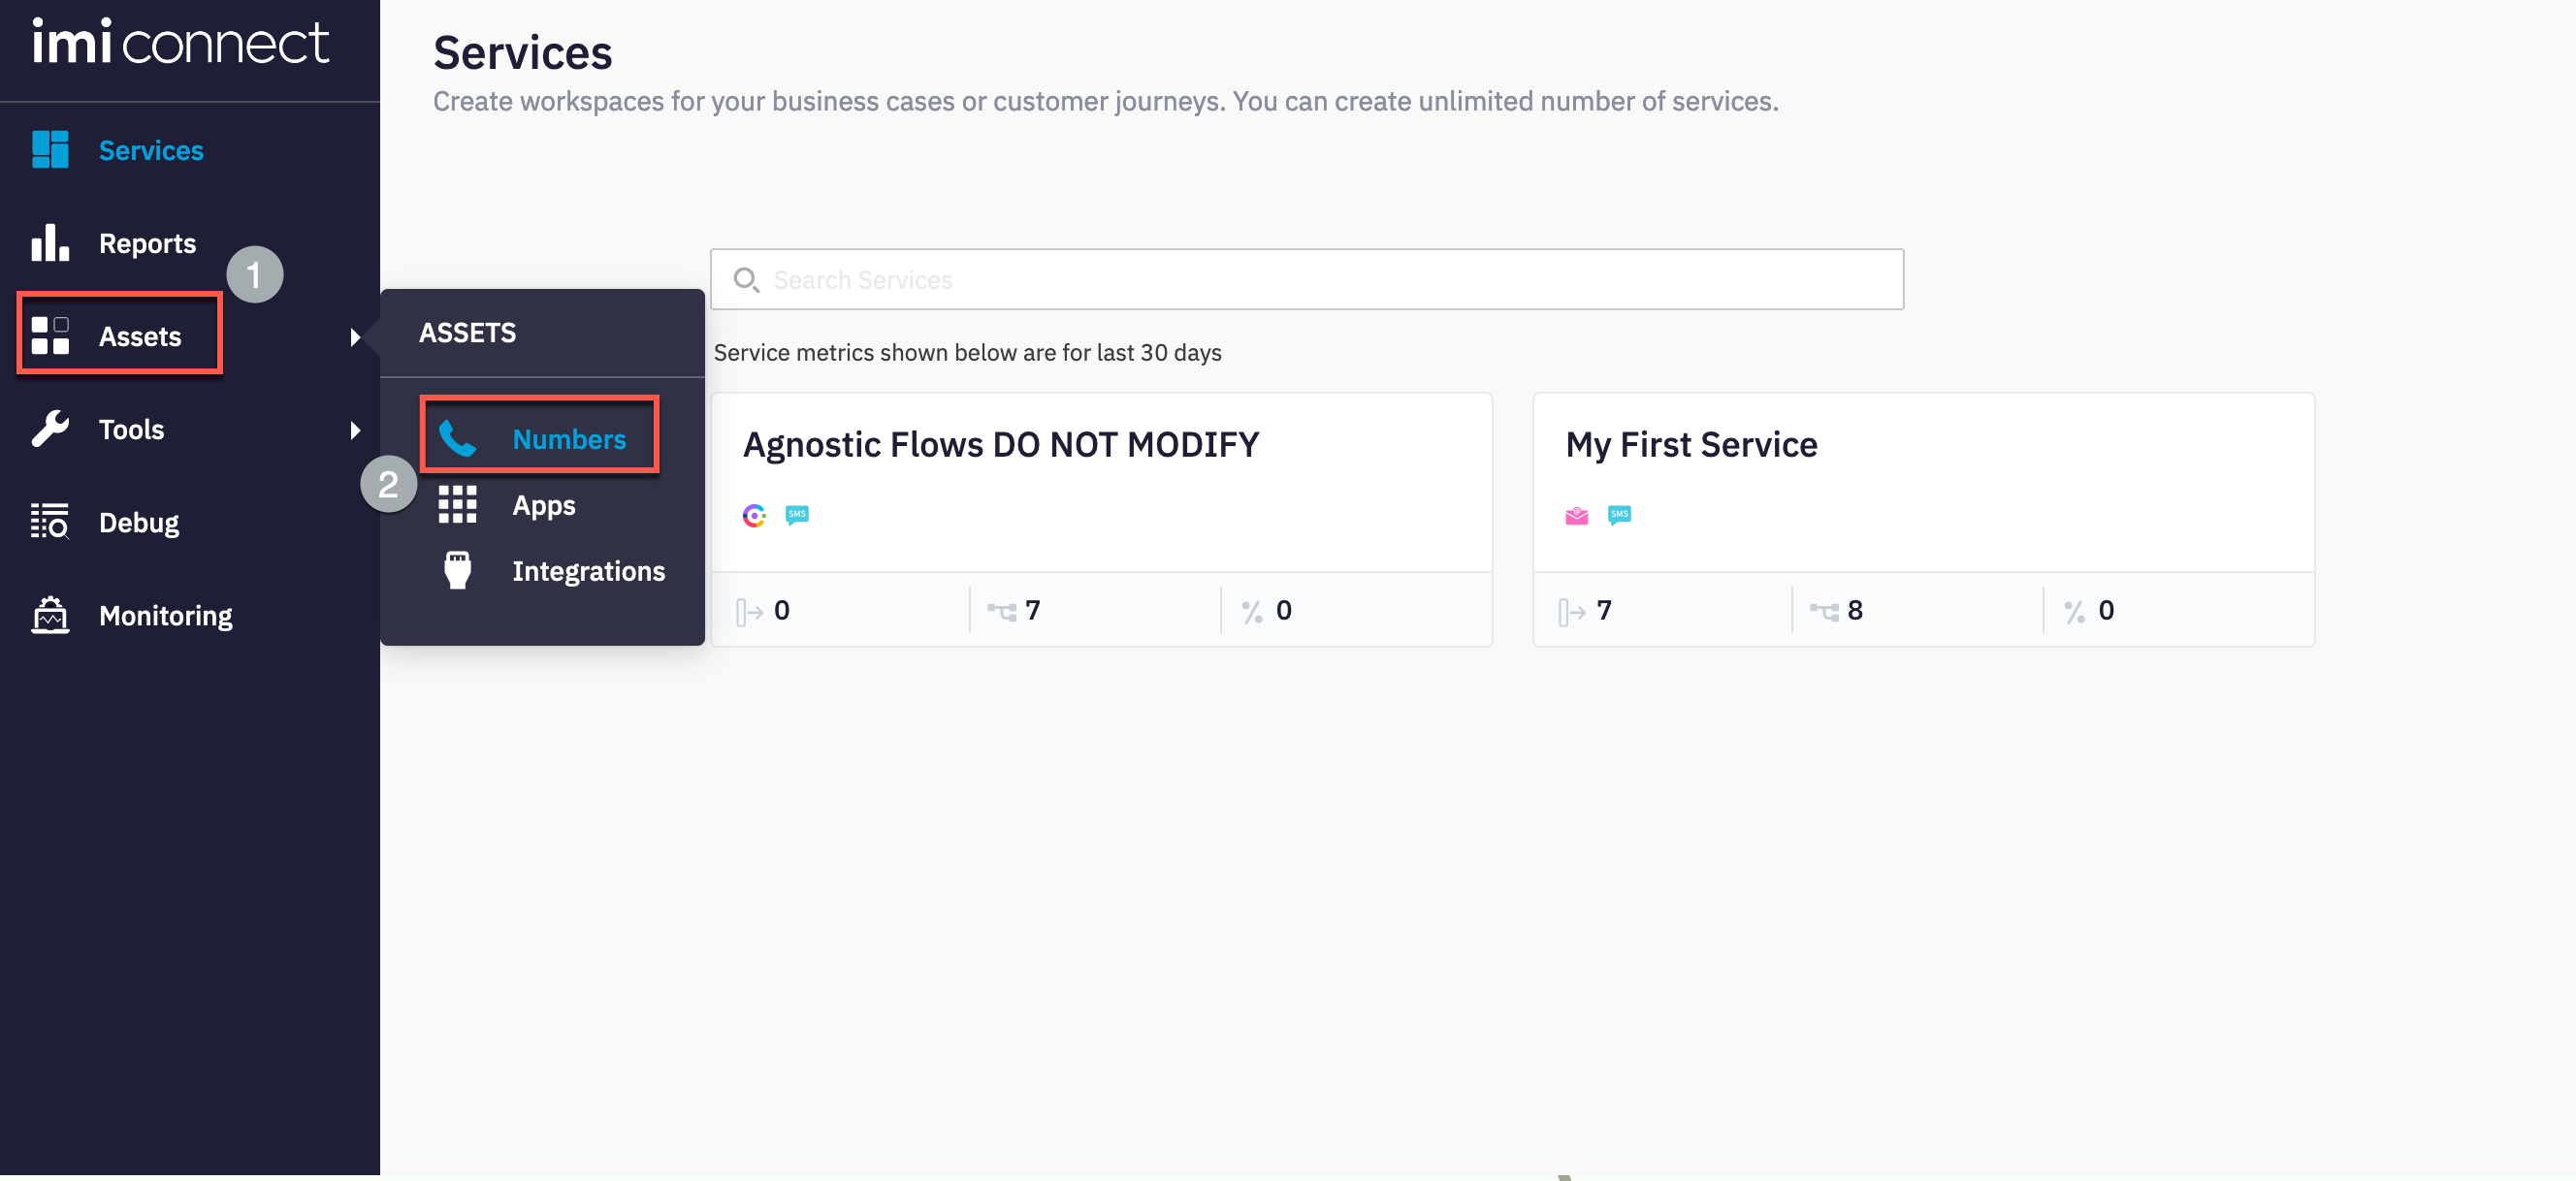 imiconnect
Services
Reports
1
Assets
Tools
Debug
Monitoring
ASSETS
Numbers
2
Apps
Integrations
Services
Create workspaces for your business cases or customer journeys. You can create unlimited number of services.
Search Services
Service metrics shown below are for last 30 days
Agnostic Flows DO NOT MODIFY
SMS
0 7 % 0
My First Service
SMS
7 8 % 0